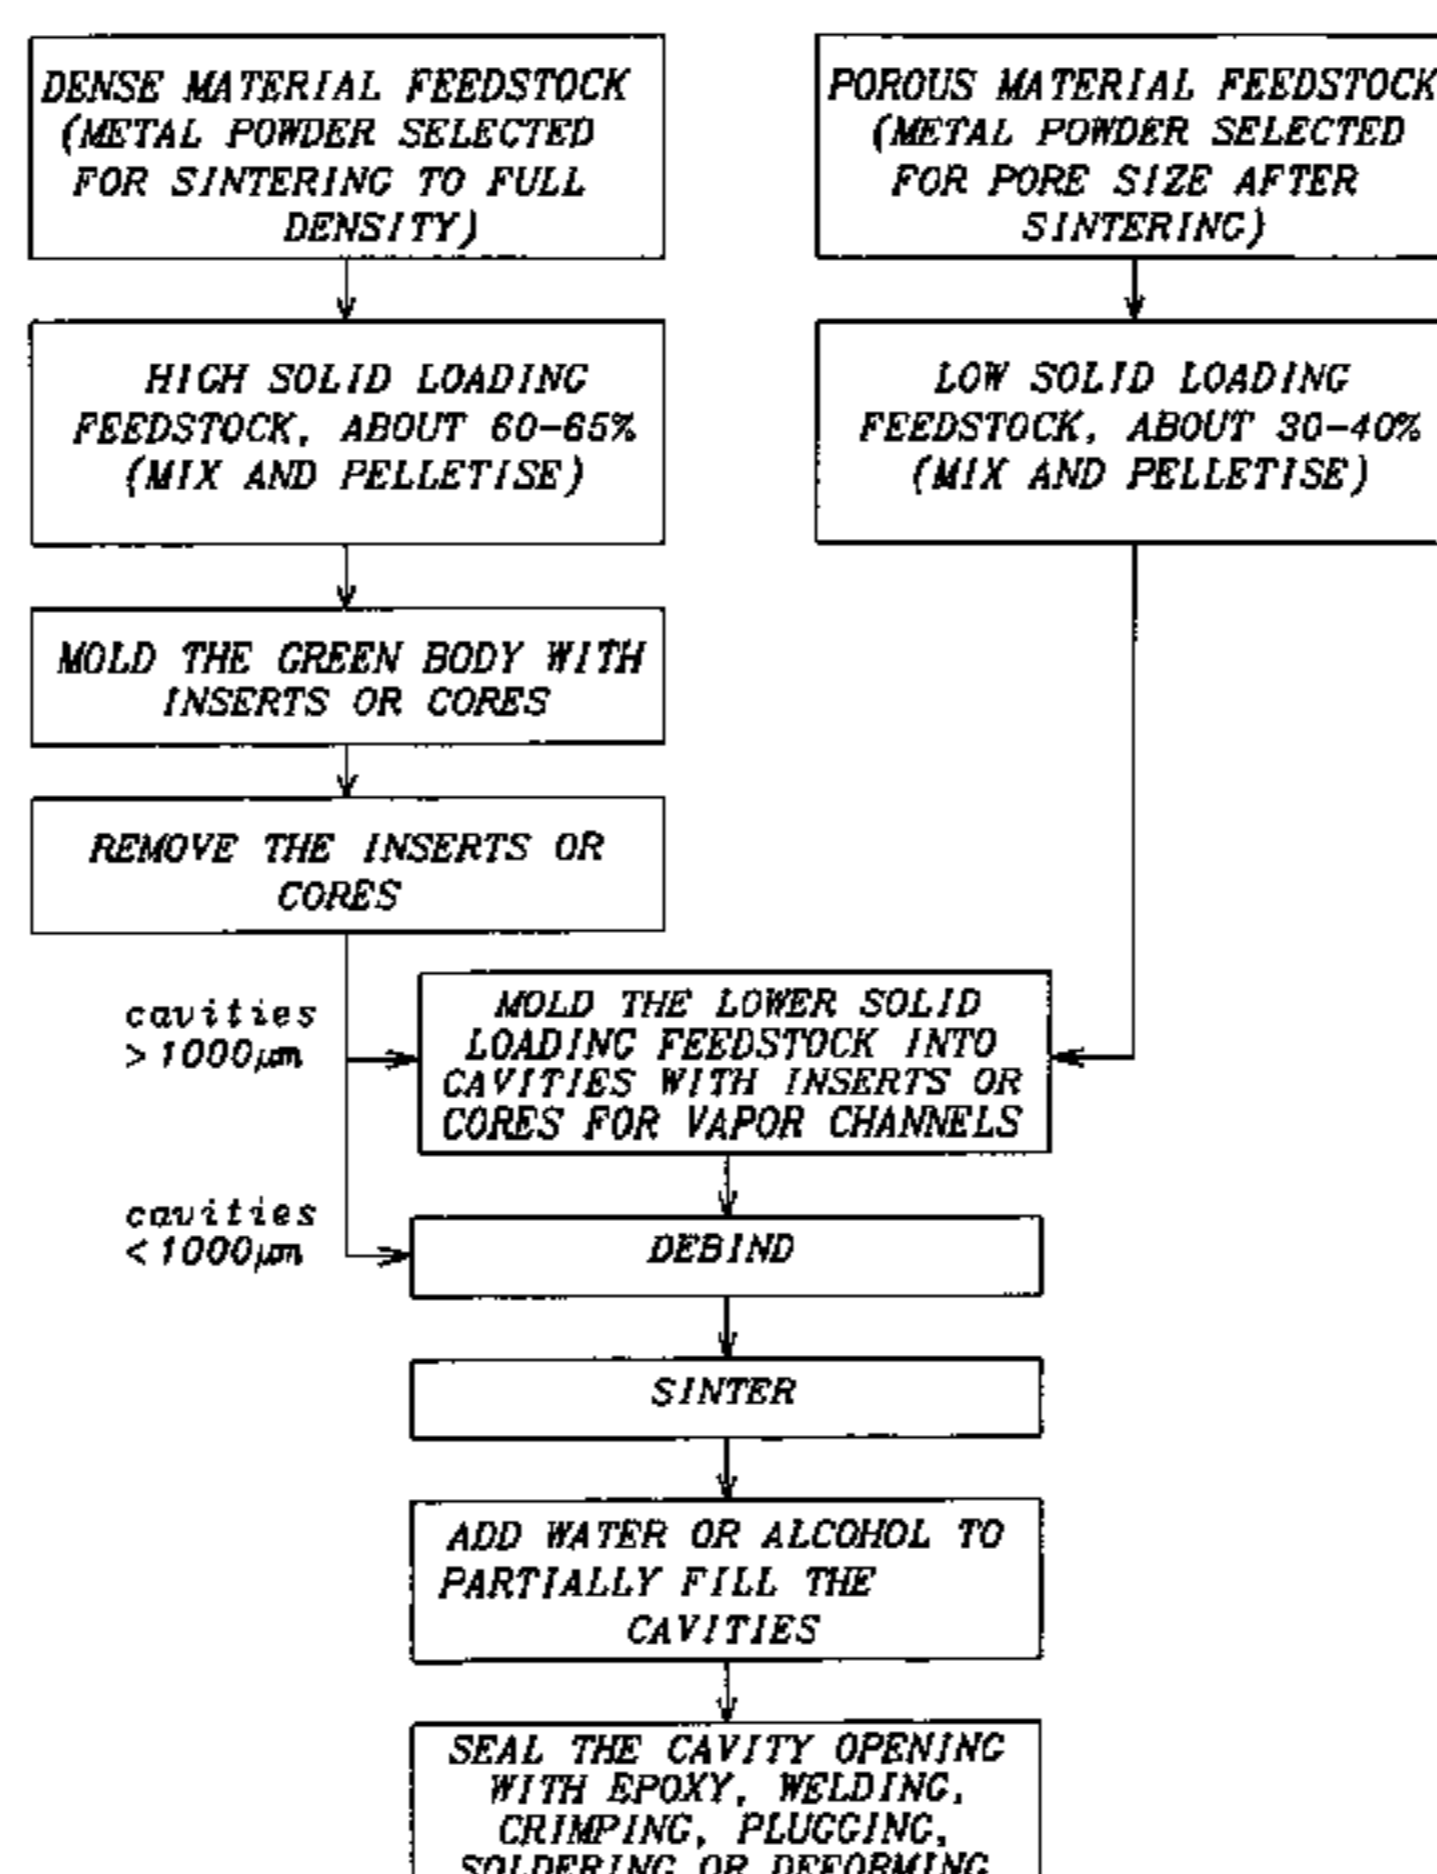 DENSE MATERIAL FEEDSTOCK
(METAL POWDER SELECTED
FOR SINTERING TO FULL
DENSITY)
POROUS MATERIAL FEEDSTOCK
(METAL POWDER SELECTED
FOR PORE SIZE AFTER
SINTERING)
HIGH SOLID LOADING
FEEDSTOCK, ABOUT 60-65%
(MIX AND PELLETISE)
LOW SOLID LOADING
FEEDSTOCK, ABOUT 30-40%
(MIX AND PELLETISE)
MOLD THE GREEN BODY WITH
INSERTS OR CORES
REMOVE THE INSERTS OR
CORES
cavities
>1000µm
MOLD THE LOWER SOLID
LOADING FEEDSTOCK INTO
CAVITIES WITH INSERTS OR
CORES FOR VAPOR CHANNELS
cavities
<1000µm
DEBIND
SINTER
ADD WATER OR ALCOHOL TO
PARTIALLY FILL THE
CAVITIES
SEAL THE CAVITY OPENING
WITH EPOXY, WELDING,
CRIMPING, PLUGGING,
SOLDERING OR DEFORMING